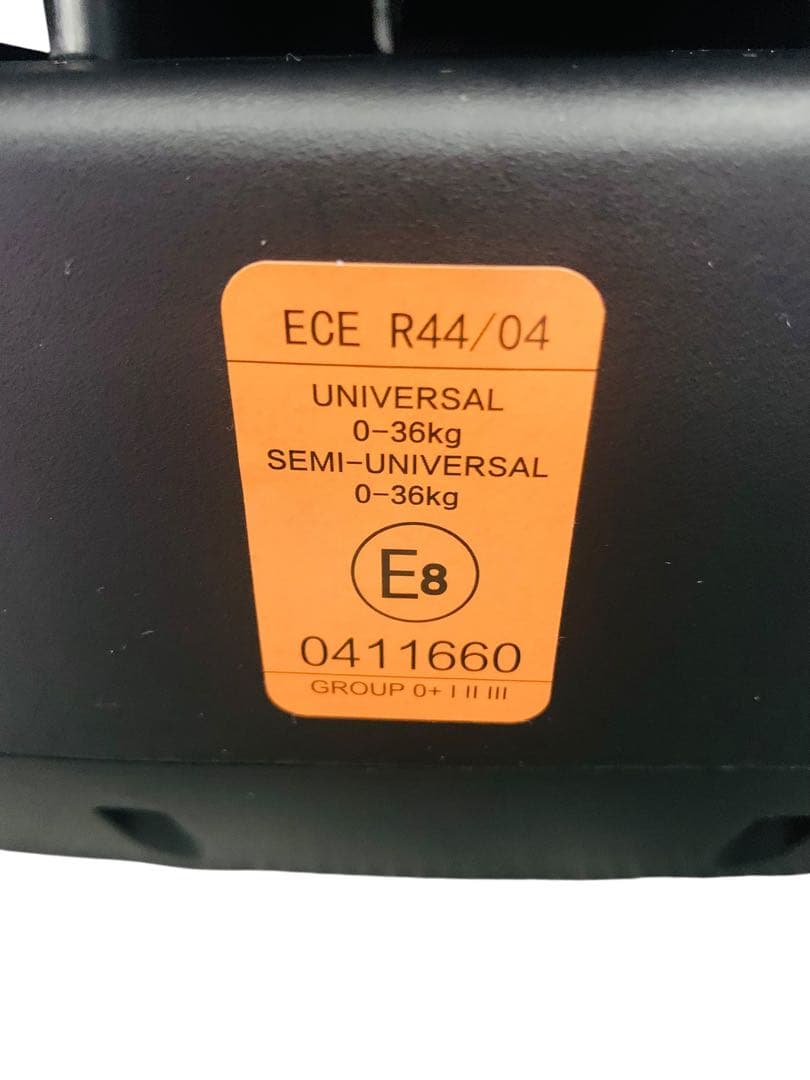 ECE R44/04
UNIVERSAL
0-36kg
SEMI-UNIVERSAL
0-36kg
E8
0411660
GROUP 0+ I II III